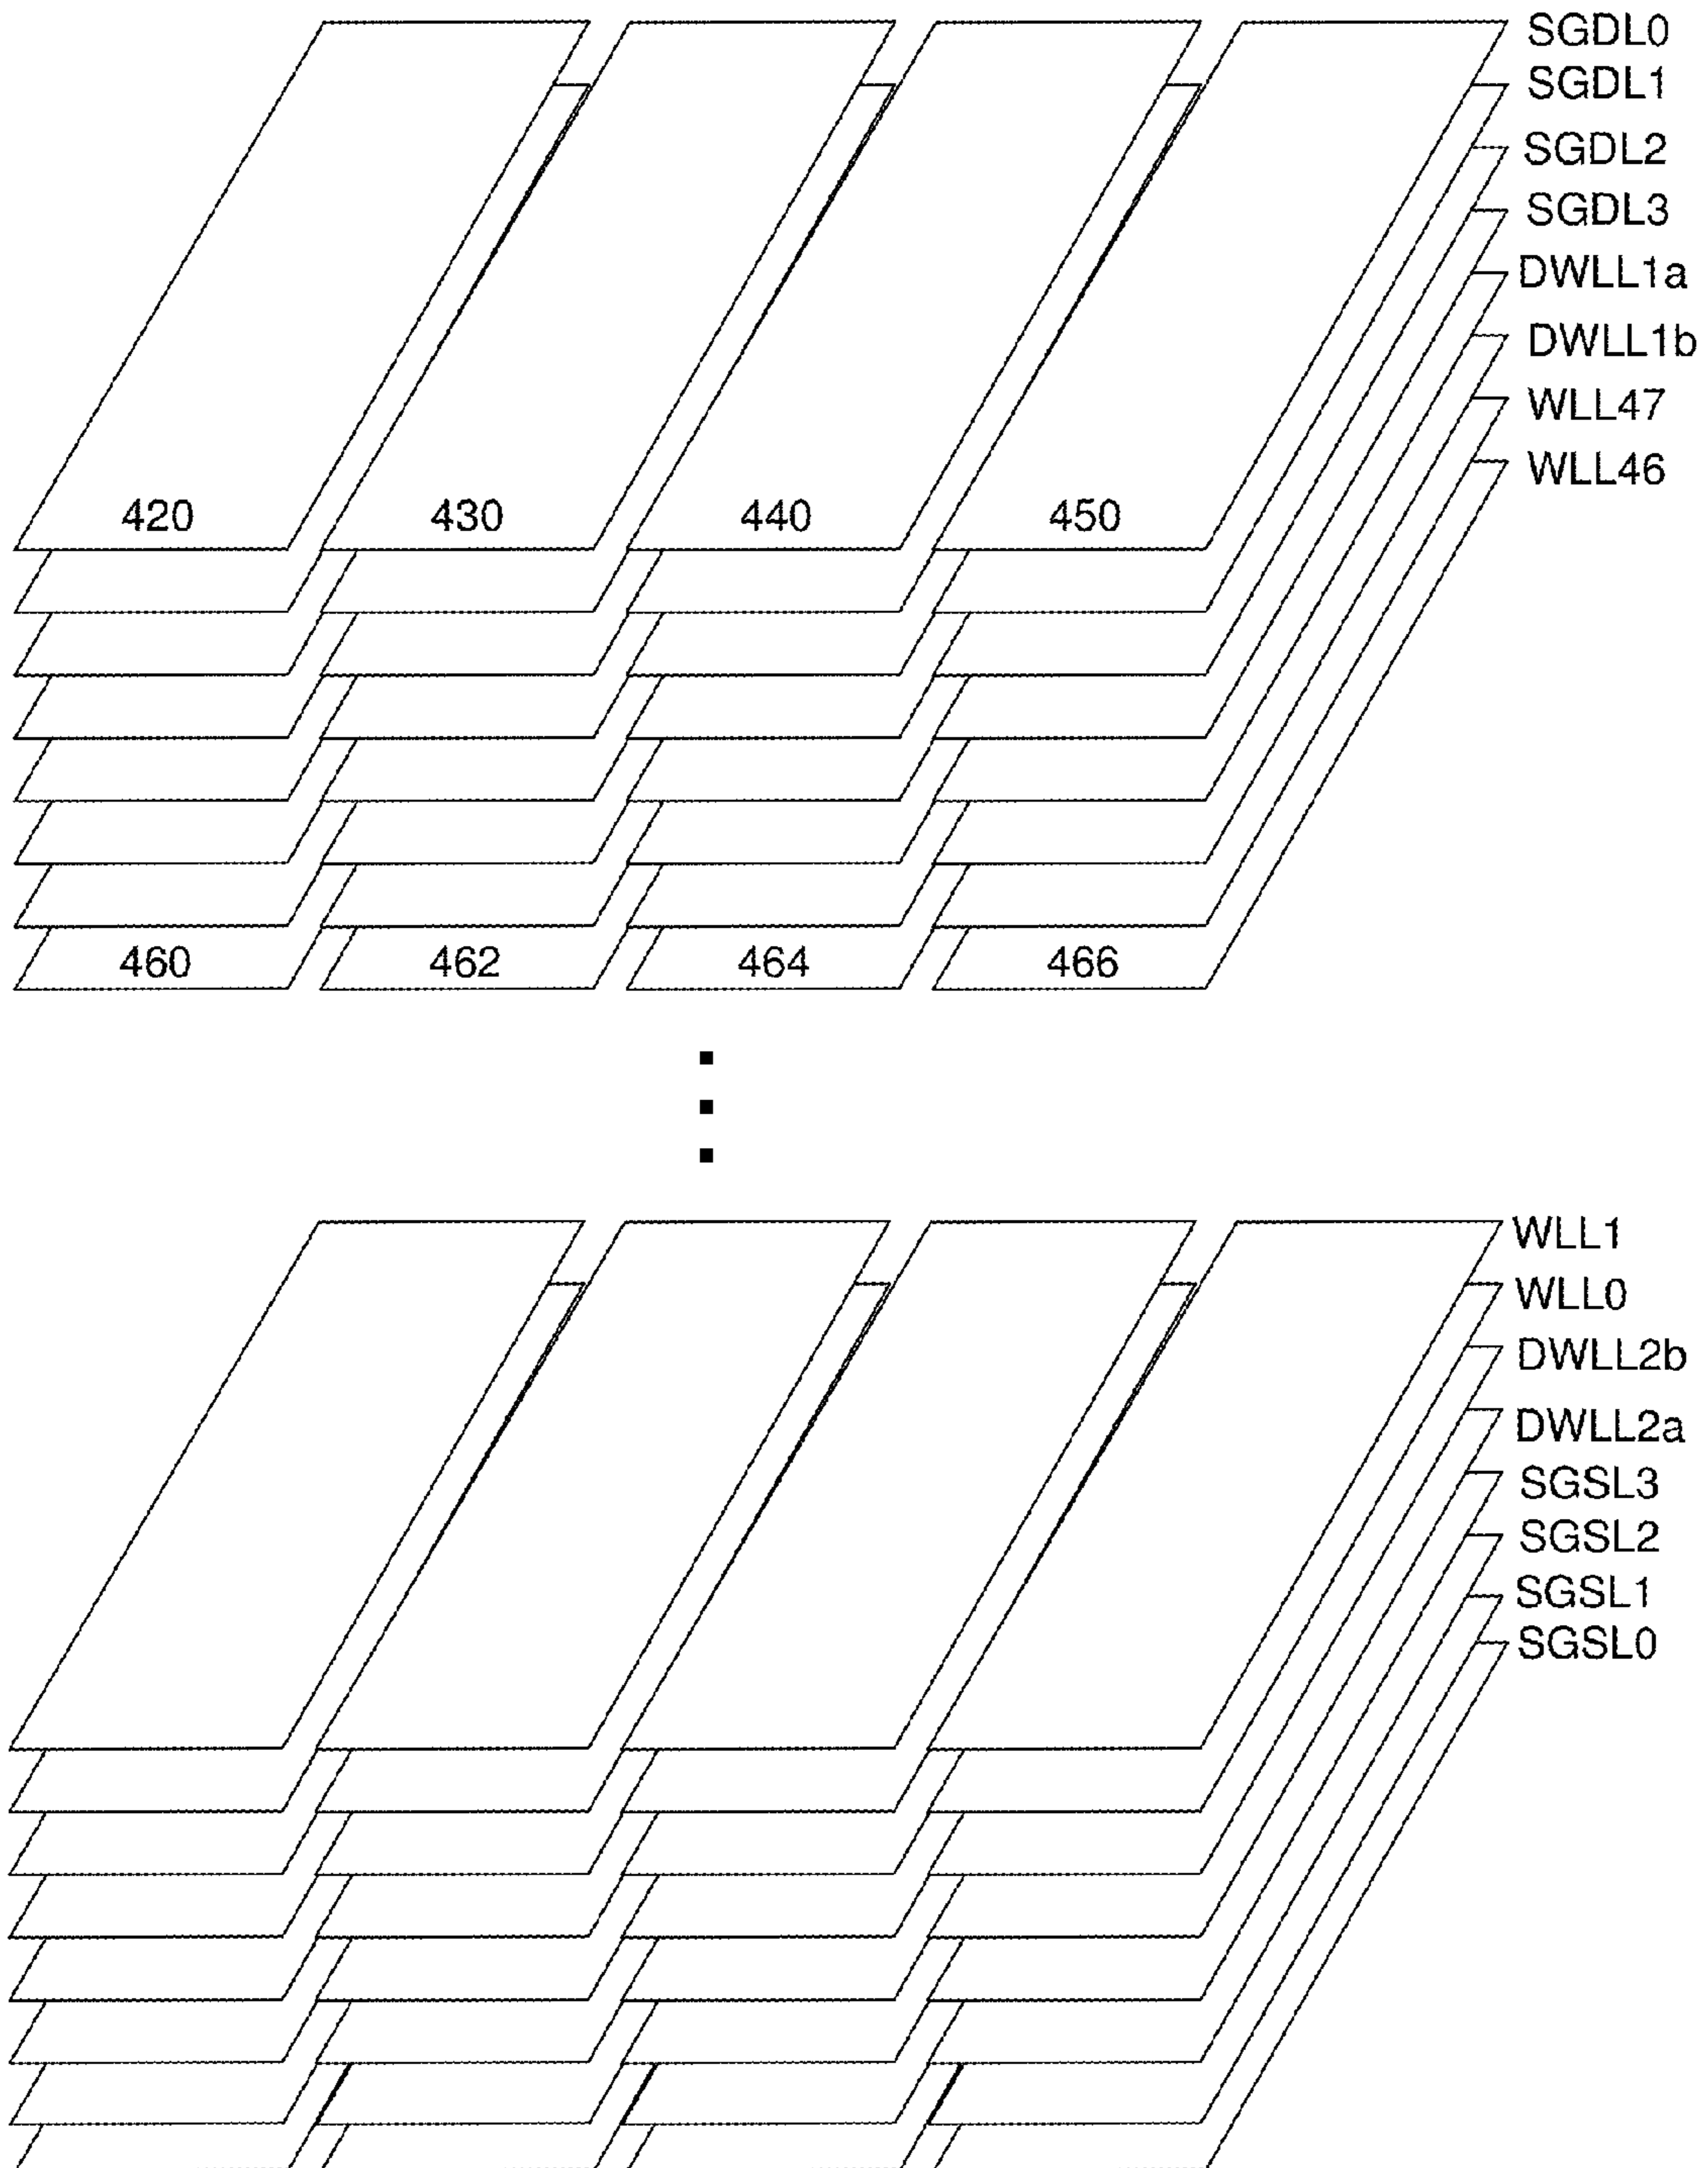 SGDL0
SGDL1
SGDL2
SGDL3
DWLL1a
DWLL1b
WLL47
WLL46
420 430 440 450
460 462 464 466
WLL1
WLL0
DWLL2b
DWLL2a
SGSL3
SGSL2
SGSL1
SGSL0